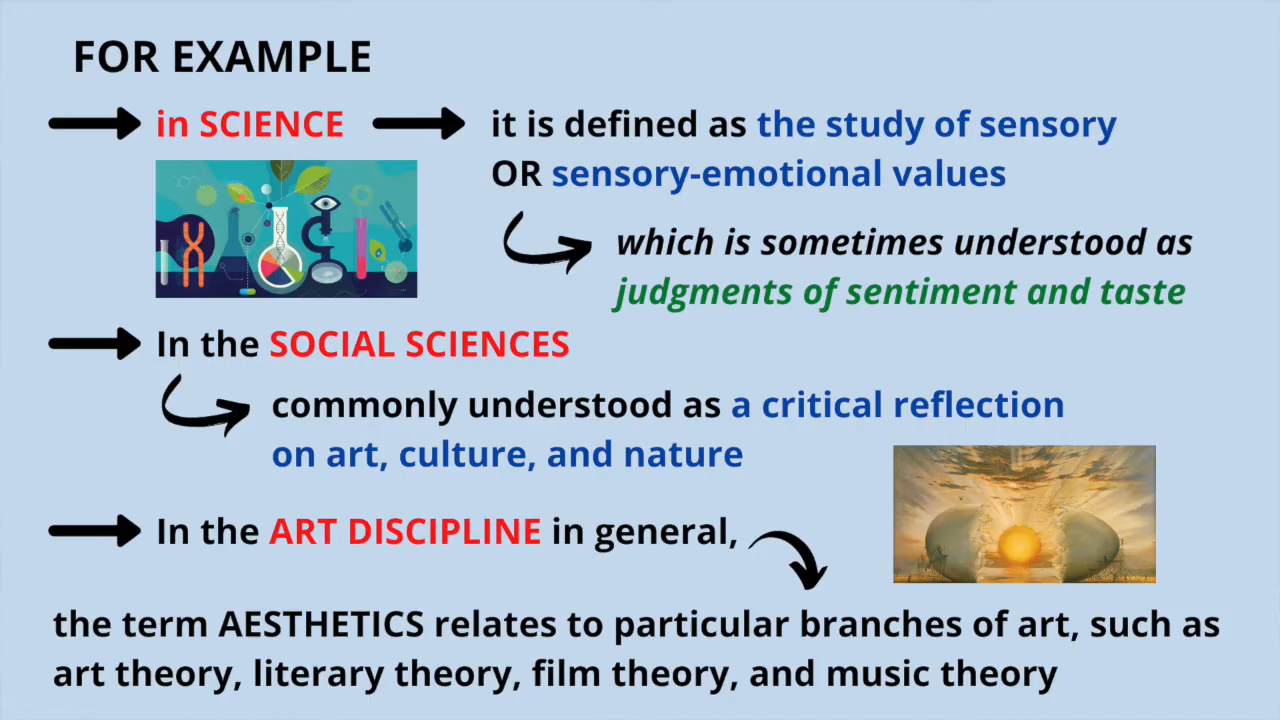 FOR EXAMPLE
in SCIENCE
it is defined as the study of sensory
OR sensory-emotional values
which is sometimes understood as
judgments of sentiment and taste
In the SOCIAL SCIENCES
commonly understood as a critical reflection
on art, culture, and nature
In the ART DISCIPLINE in general,
the term AESTHETICS relates to particular branches of art, such as
art theory, literary theory, film theory, and music theory